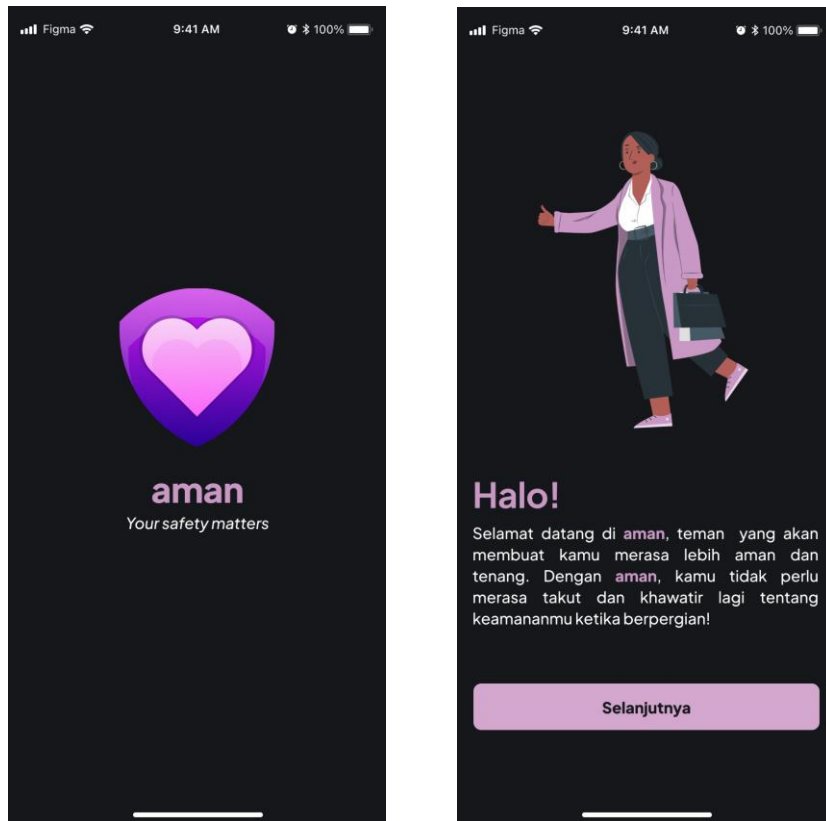 Figma 9:41 AM 100%
aman
Your safety matters
Figma 9:41 AM 100%
Halo!
Selamat datang di aman, teman yang akan
membuat kamu merasa lebih aman dan
tenang. Dengan aman, kamu tidak perlu
merasa takut dan khawatir lagi tentang
keamananmu ketika berpergian!
Selanjutnya